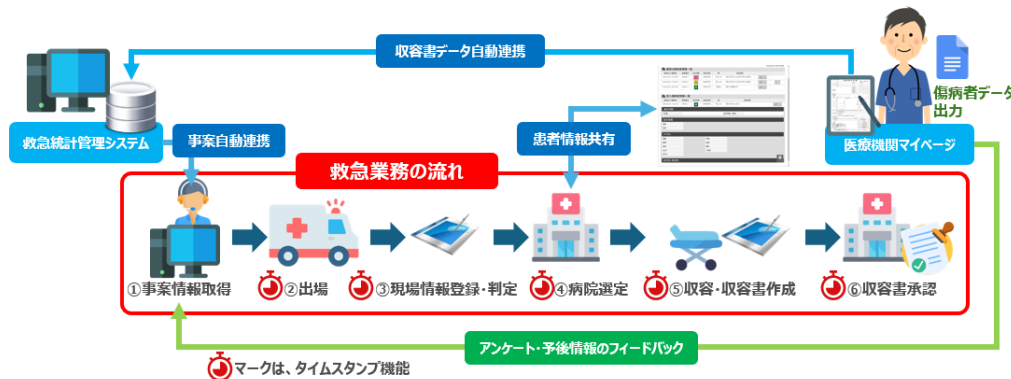 収容書データ自動連携
傷病者データ
出力
救急統計管理システム
事案自動連携
患者情報共有
医療機関マイページ
救急業務の流れ
①事案情報取得
②出場
③現場情報登録・判定
④病院選定
⑤収容・収容書作成
⑥収容書承認
アンケート・予後情報のフィードバック
マークは、タイムスタンプ機能